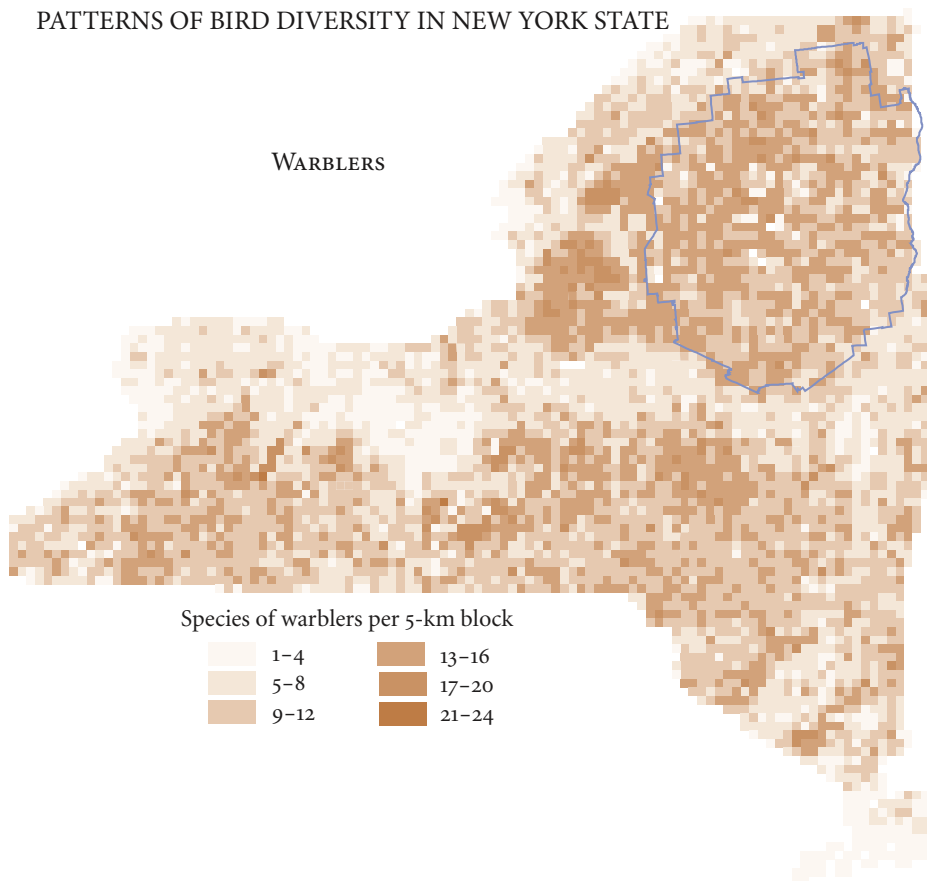 PATTERNS OF BIRD DIVERSITY IN NEW YORK STATE
WARBLERS
Species of warblers per 5-km block
1–4
5–8
9–12
13–16
17–20
21–24